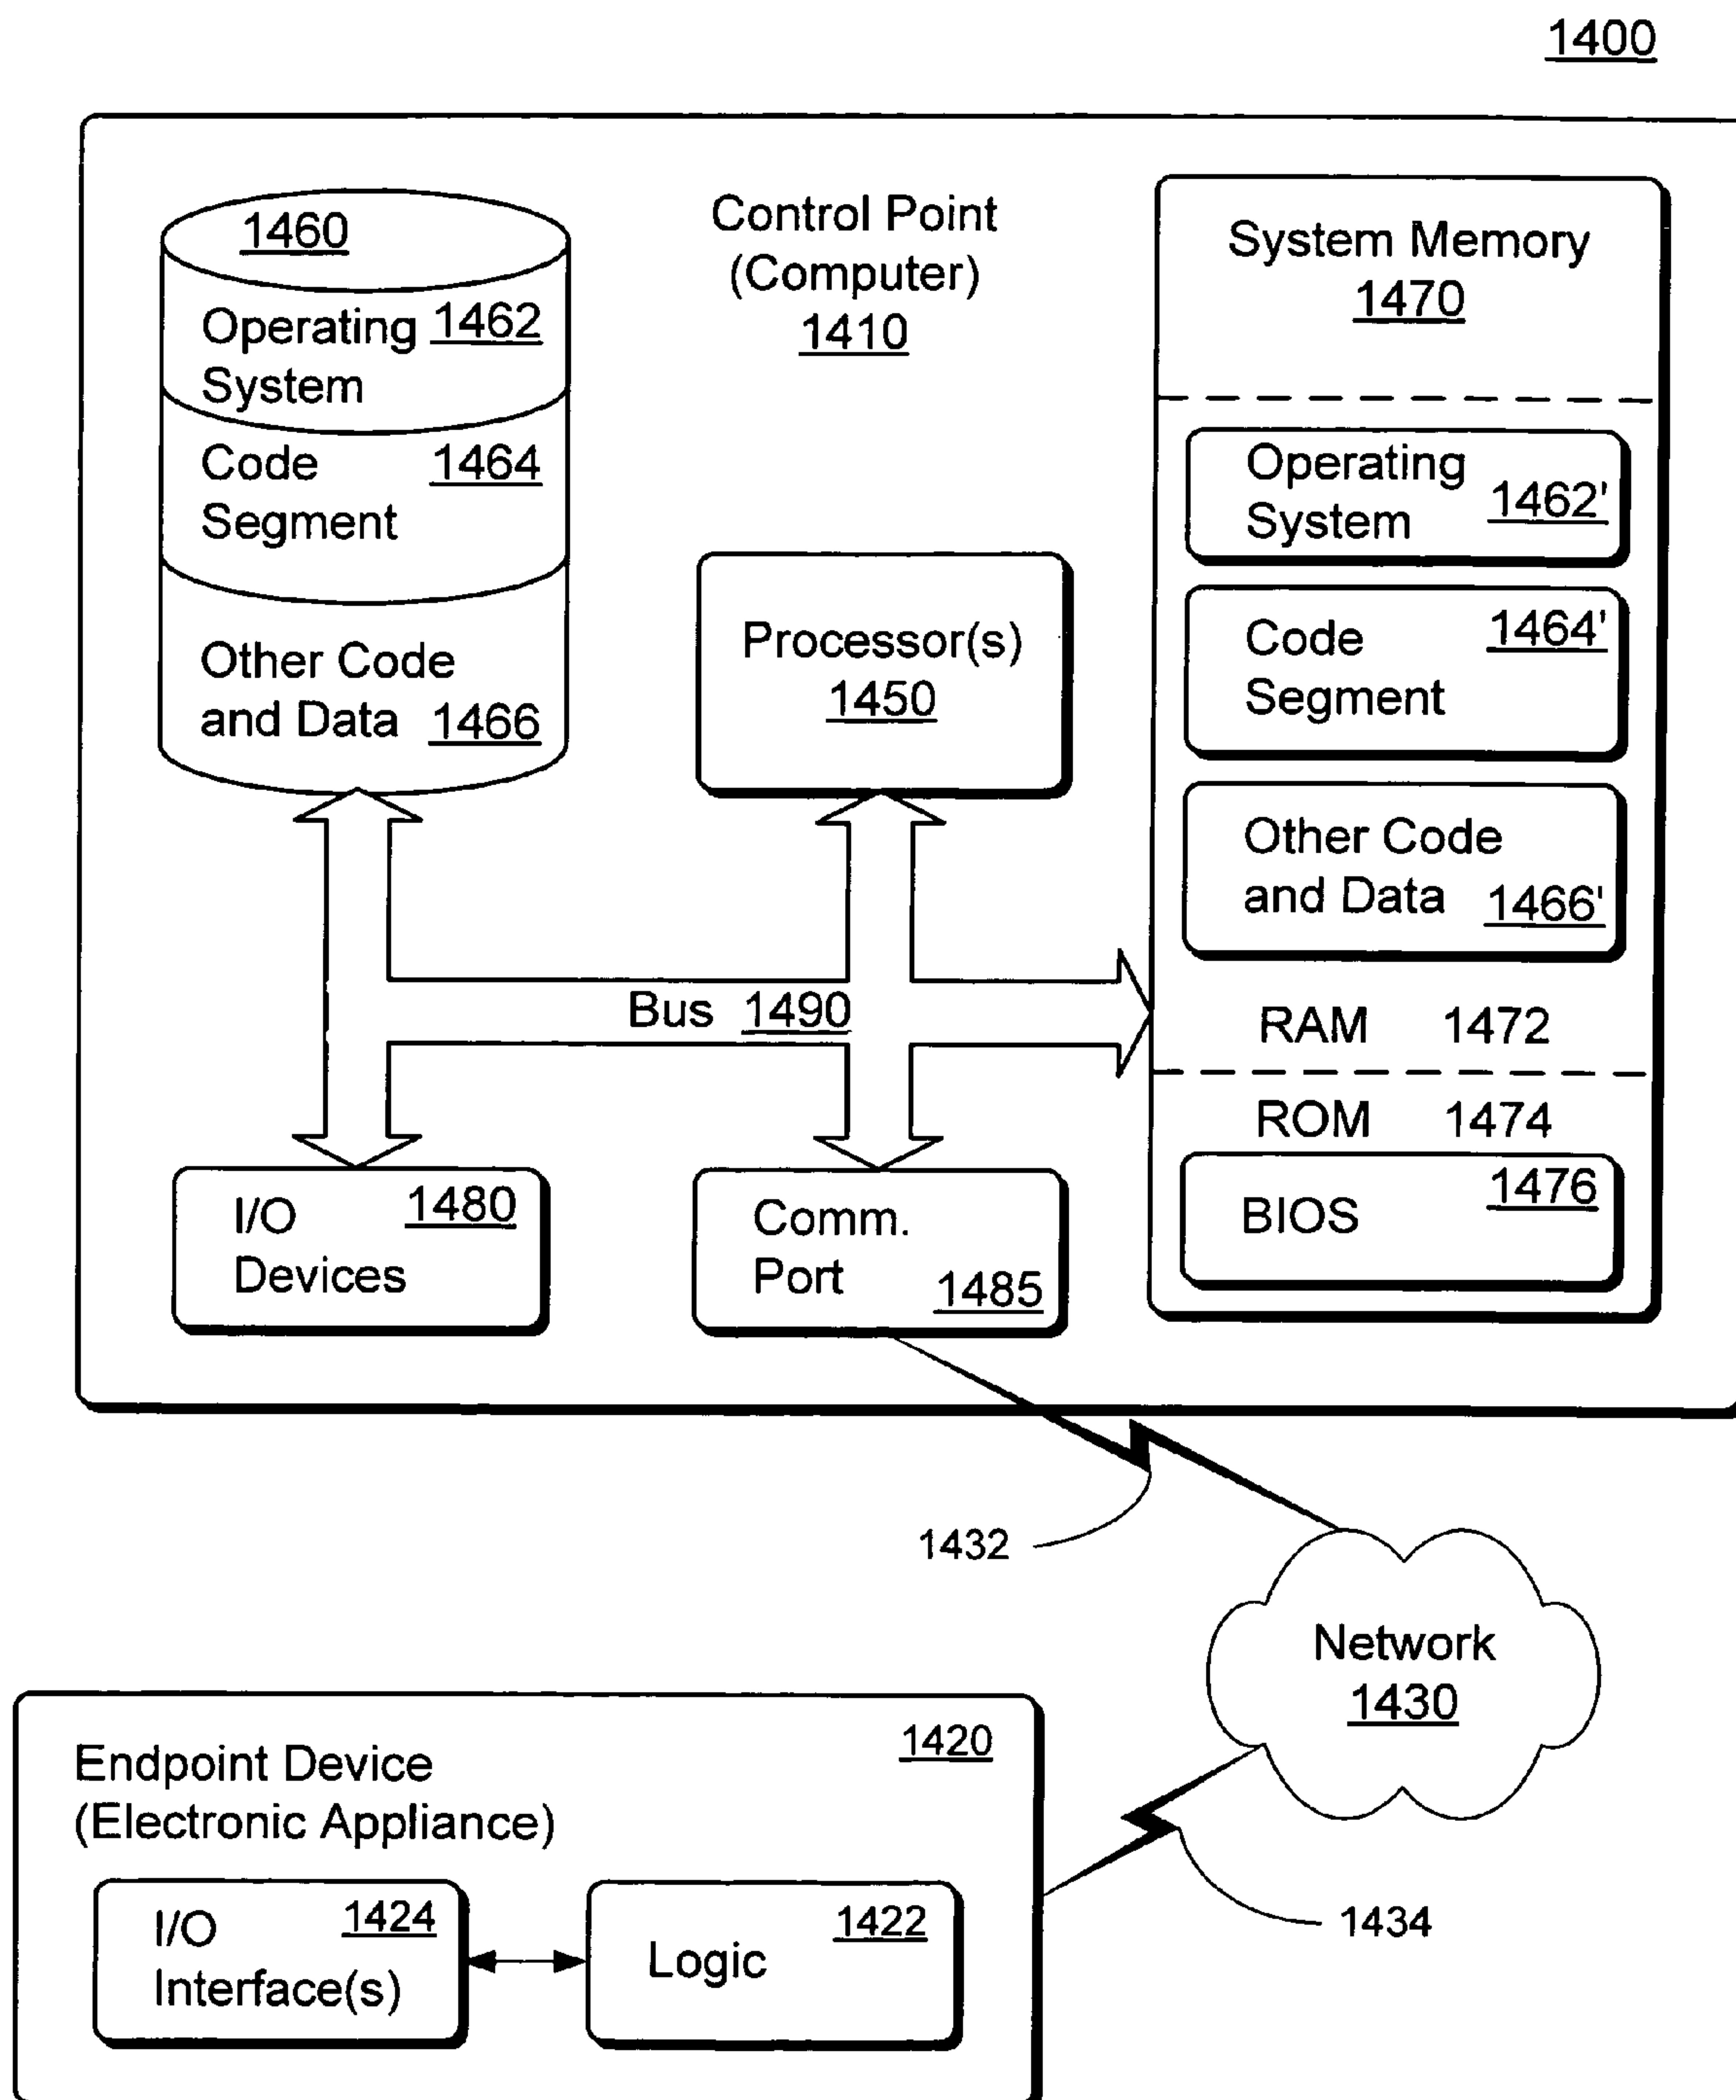 1400
Control Point
(Computer)
1410
1460
Operating 1462
System
Code 1464
Segment
Other Code
and Data 1466
Processor(s)
1450
System Memory
1470
Operating
System 1462'
Code 1464'
Segment
Other Code
and Data 1466'
RAM 1472
ROM 1474
BIOS 1476
Bus 1490
I/O 1480
Devices
Comm.
Port 1485
1432
Network
1430
1434
Endpoint Device 1420
(Electronic Appliance)
I/O 1424
Interface(s)
Logic 1422